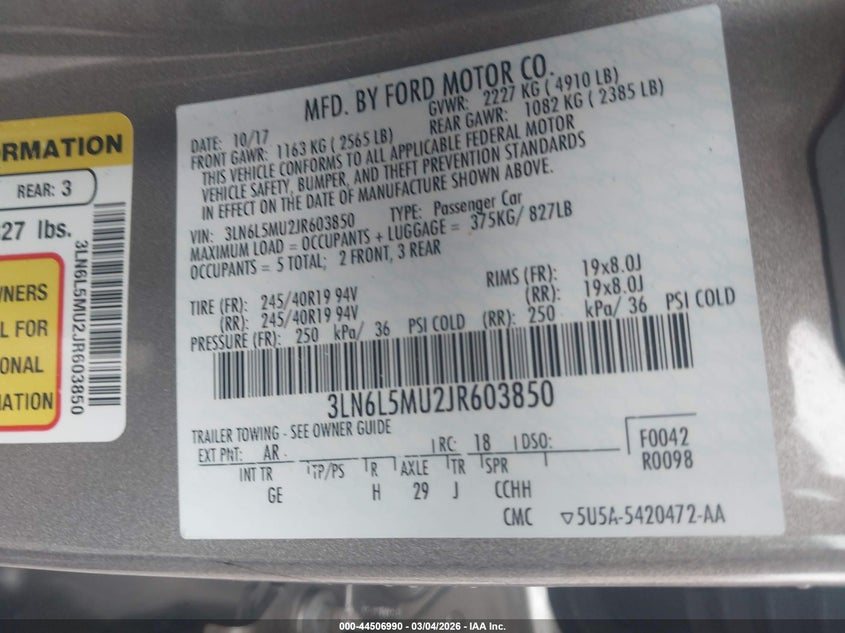 MFD. BY FORD MOTOR CO.
DATE: 10/17 GVWR: 2227 KG ( 4910 LB)
FRONT GAWR: 1163 KG ( 2565 LB) REAR GAWR: 1082 KG ( 2385 LB)
THIS VEHICLE CONFORMS TO ALL APPLICABLE FEDERAL MOTOR
VEHICLE SAFETY, BUMPER, AND THEFT PREVENTION STANDARDS
IN EFFECT ON THE DATE OF MANUFACTURE SHOWN ABOVE.
VIN: 3LN6L5MU2JR603850 TYPE: Passenger Car
MAXIMUM LOAD = OCCUPANTS + LUGGAGE = 375KG/ 827LB
OCCUPANTS = 5 TOTAL; 2 FRONT, 3 REAR
TIRE (FR): 245/40R19 94V RIMS (FR): 19x8.0J
(RR): 245/40R19 94V (RR): 19x8.0J
PRESSURE (FR): 250 kPa/ 36 PSI COLD (RR): 250 kPa/ 36 PSI COLD
3LN6L5MU2JR603850
TRAILER TOWING - SEE OWNER GUIDE
EXT PNT: AR RC: 18 DSO:
INT TR TP/PS R AXLE TR SPR
GE H 29 J CCHH
F0042
R0098
CMC ▽5U5A-5420472-AA
ORMATION
REAR: 3
27 lbs.
WNERS
L FOR
ONAL
MATION
3LN6L5MU2JR603850
000-44506990 - 03/04/2026 - IAA Inc.